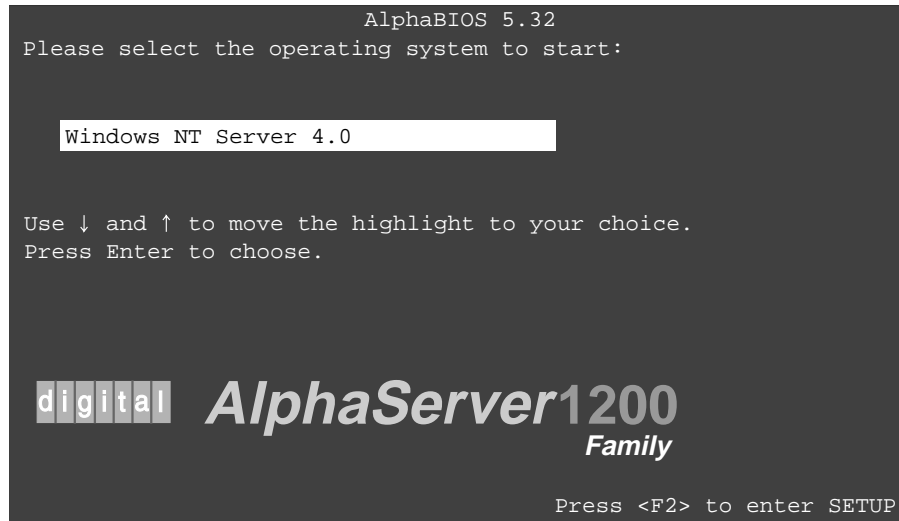 AlphaBIOS 5.32
Please select the operating system to start:
Windows NT Server 4.0
Use ↓ and ↑ to move the highlight to your choice.
Press Enter to choose.
digital AlphaServer1200
Family
Press <F2> to enter SETUP